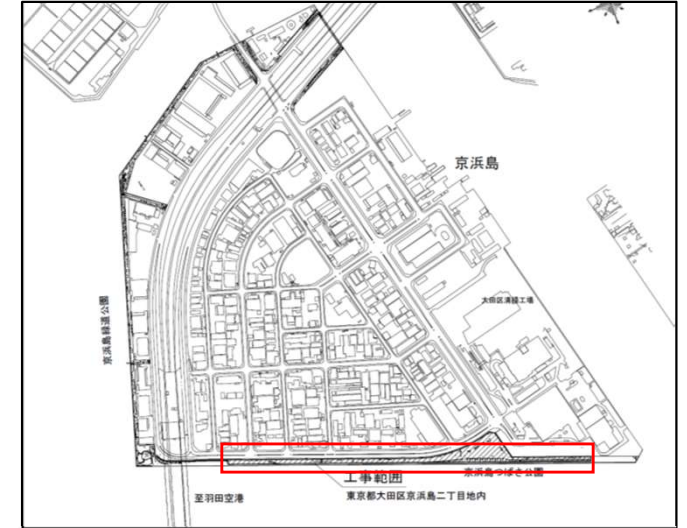 京浜島
大田区清掃工場
京浜島緑道公園
京浜島つばさ公園
工事範囲
至羽田空港
東京都大田区京浜島二丁目地内